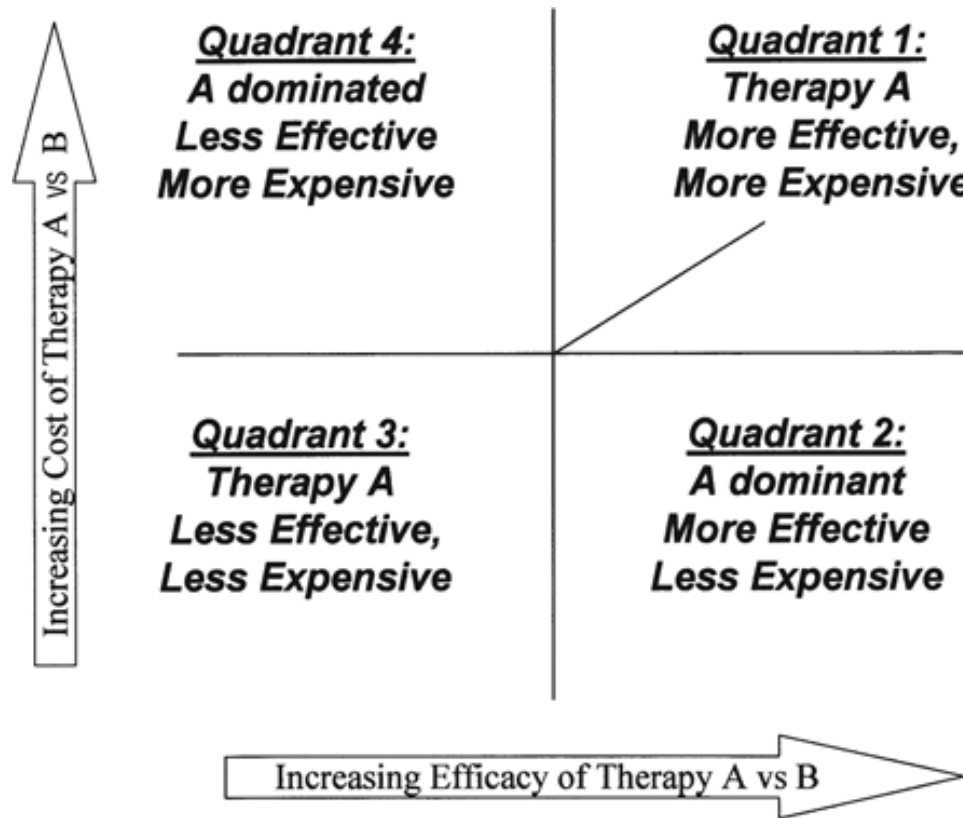 Quadrant 4:
A dominated
Less Effective
More Expensive
Quadrant 1:
Therapy A
More Effective,
More Expensive
Quadrant 3:
Therapy A
Less Effective,
Less Expensive
Quadrant 2:
A dominant
More Effective
Less Expensive
Increasing Cost of Therapy A vs B
Increasing Efficacy of Therapy A vs B